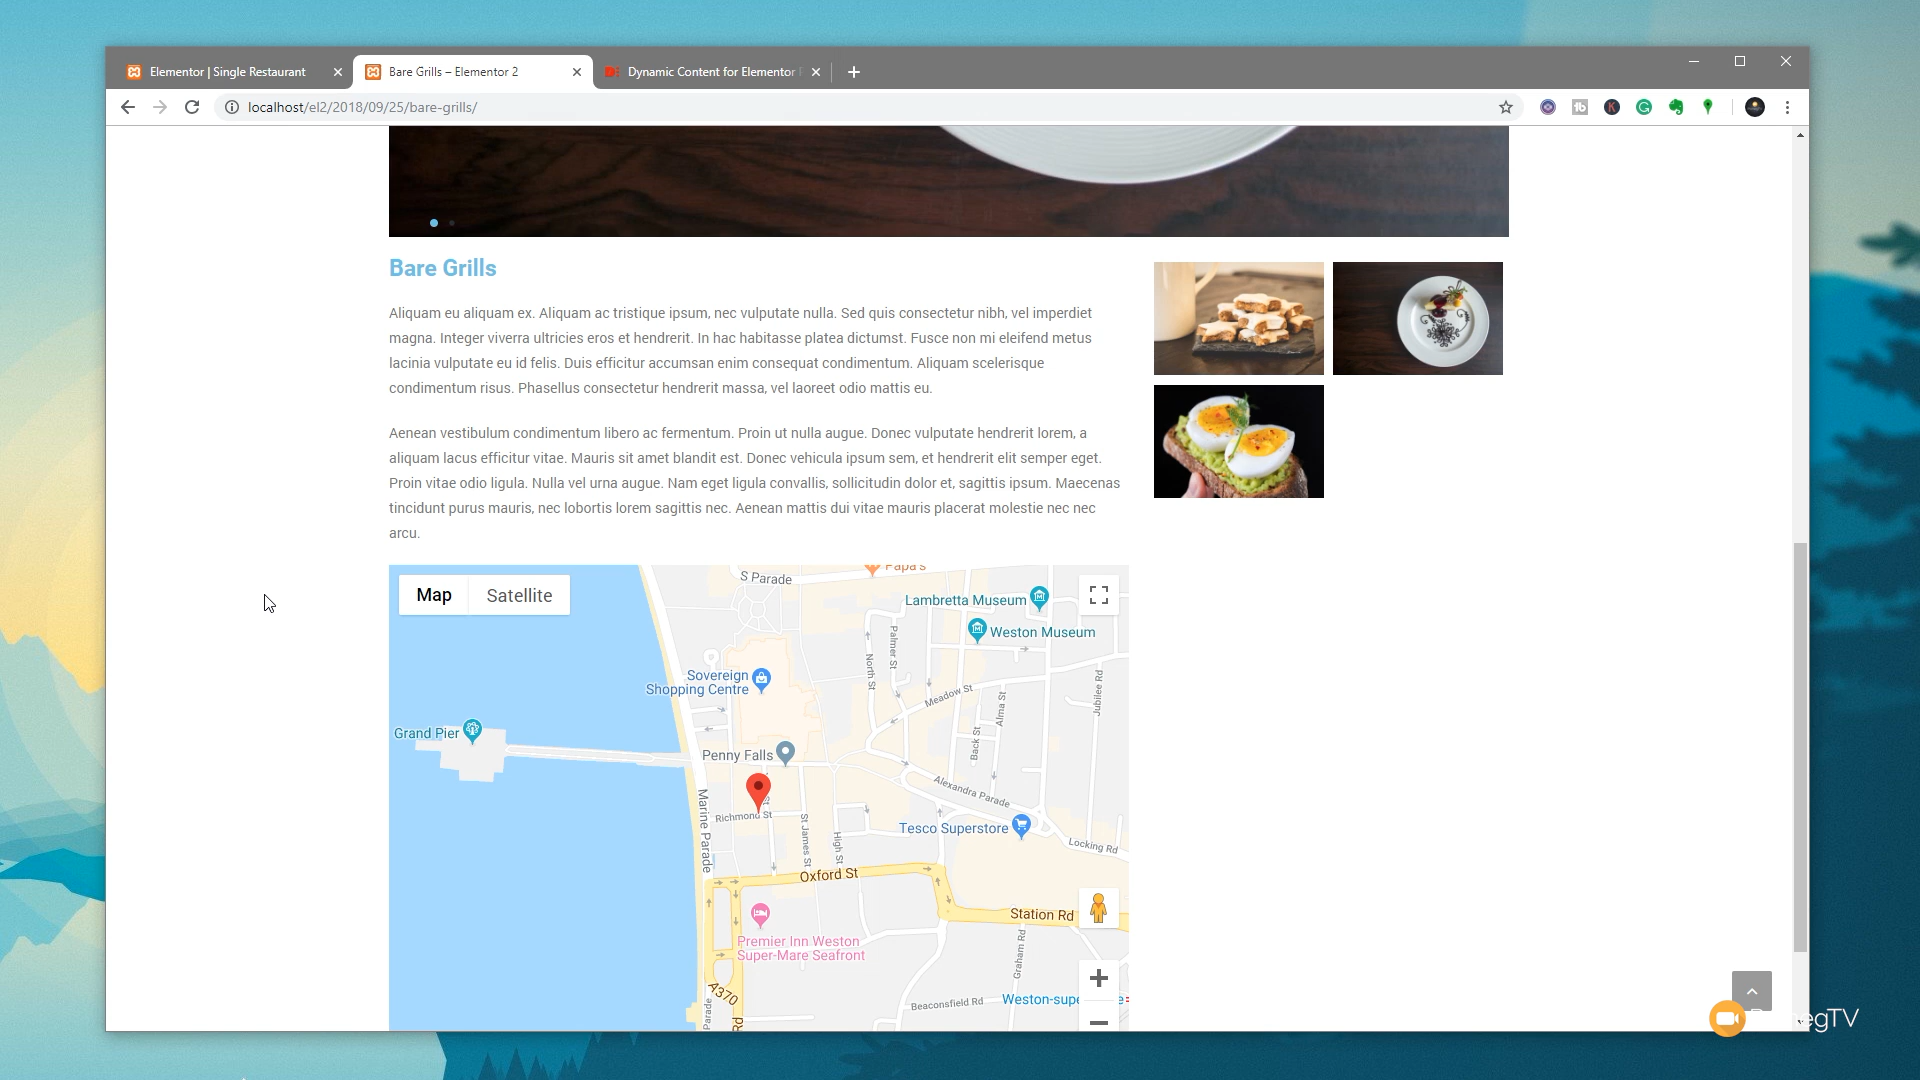 Elementor | Single Restaurant
Bare Grills – Elementor 2
Dynamic Content for Elementor
localhost/el2/2018/09/25/bare-grills/
Bare Grills
Aliquam eu aliquam ex. Aliquam ac tristique ipsum, nec vulputate nulla. Sed quis consectetur nibh, vel imperdiet
magna. Integer viverra ultricies eros et hendrerit. In hac habitasse platea dictumst. Fusce non mi eleifend metus
lacinia vulputate eu id felis. Duis efficitur accumsan enim consequat condimentum. Aliquam scelerisque
condimentum risus. Phasellus consectetur hendrerit massa, vel laoreet odio mattis eu.
Aenean vestibulum condimentum libero ac fermentum. Proin ut nulla augue. Donec vulputate hendrerit lorem, a
aliquam lacus efficitur vitae. Mauris sit amet blandit est. Donec vehicula ipsum sem, et hendrerit elit semper eget.
Proin vitae odio ligula. Nulla vel urna augue. Nam eget ligula convallis, sollicitudin dolor et, sagittis ipsum. Maecenas
tincidunt purus mauris, nec lobortis lorem sagittis nec. Aenean mattis dui vitae mauris placerat molestie nec nec
arcu.
Map
Satellite
S Parade
Papa's
Lambretta Museum
Weston Museum
Palmer St
North St
Sovereign
Shopping Centre
Meadow St
Alma St
Jubilee Rd
Back St
Grand Pier
Penny Falls
Alexandra Parade
Marine Parade
Richmond St
St James St
High St
Tesco Superstore
Locking Rd
Oxford St
Station Rd
Premier Inn Weston
Super-Mare Seafront
Graham Rd
A370
Beaconsfield Rd
Parade
Rd